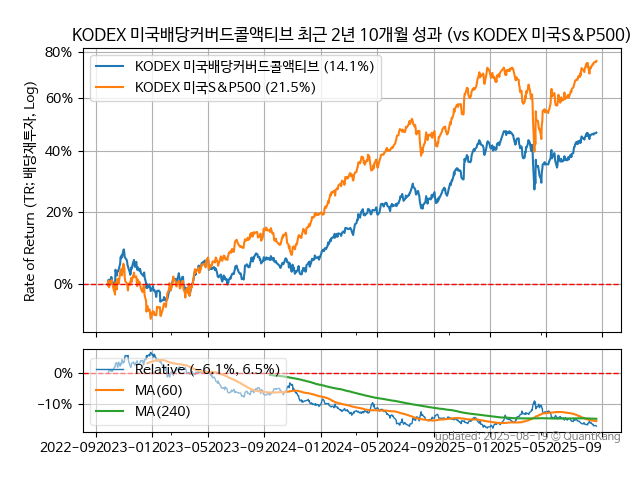 KODEX 미국배당커버드콜액티브 최근 2년 10개월 성과 (vs KODEX 미국S&P500)
80%
60%
40%
20%
0%
Rate of Return (TR: 배당재투자, Log)
KODEX 미국배당커버드콜액티브 (14.1%)
KODEX 미국S&P500 (21.5%)
0%
−10%
Relative (−6.1%, 6.5%)
MA(60)
MA(240)
updated: 2025-08-19 © QuantKang
2022-09 2023-01 2023-05 2023-09 2024-01 2024-05 2024-09 2025-01 2025-05 2025-09